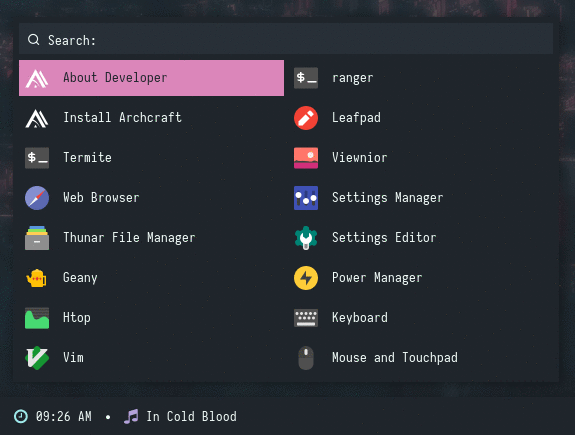 Search:
About Developer
Install Archcraft
$_ Termite
Web Browser
Thunar File Manager
Geany
Htop
Vim
$_ ranger
Leafpad
Viewnior
Settings Manager
Settings Editor
Power Manager
Keyboard
Mouse and Touchpad
09:26 AM • In Cold Blood